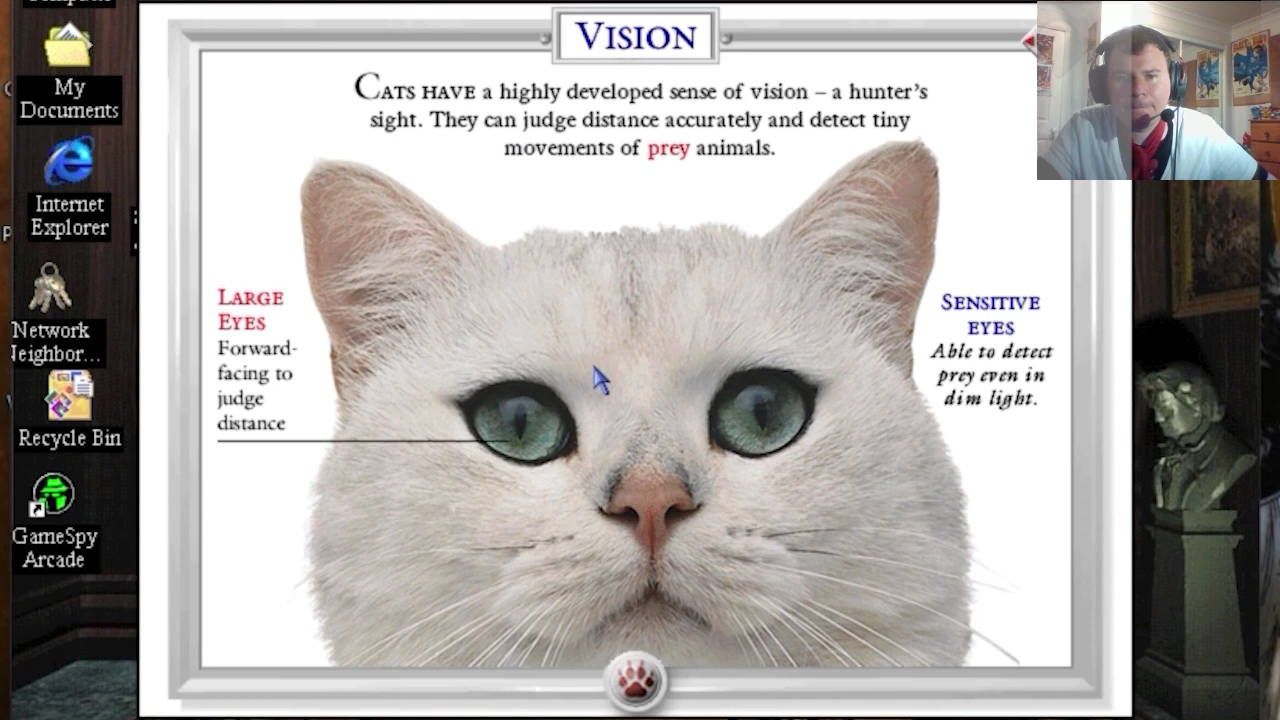 My
Documents
Internet
Explorer
Network
Neighbor...
Recycle Bin
GameSpy
Arcade
VISION
CATS HAVE a highly developed sense of vision – a hunter's
sight. They can judge distance accurately and detect tiny
movements of prey animals.
LARGE
EYES
Forward-
facing to
judge
distance
SENSITIVE
EYES
Able to detect
prey even in
dim light.